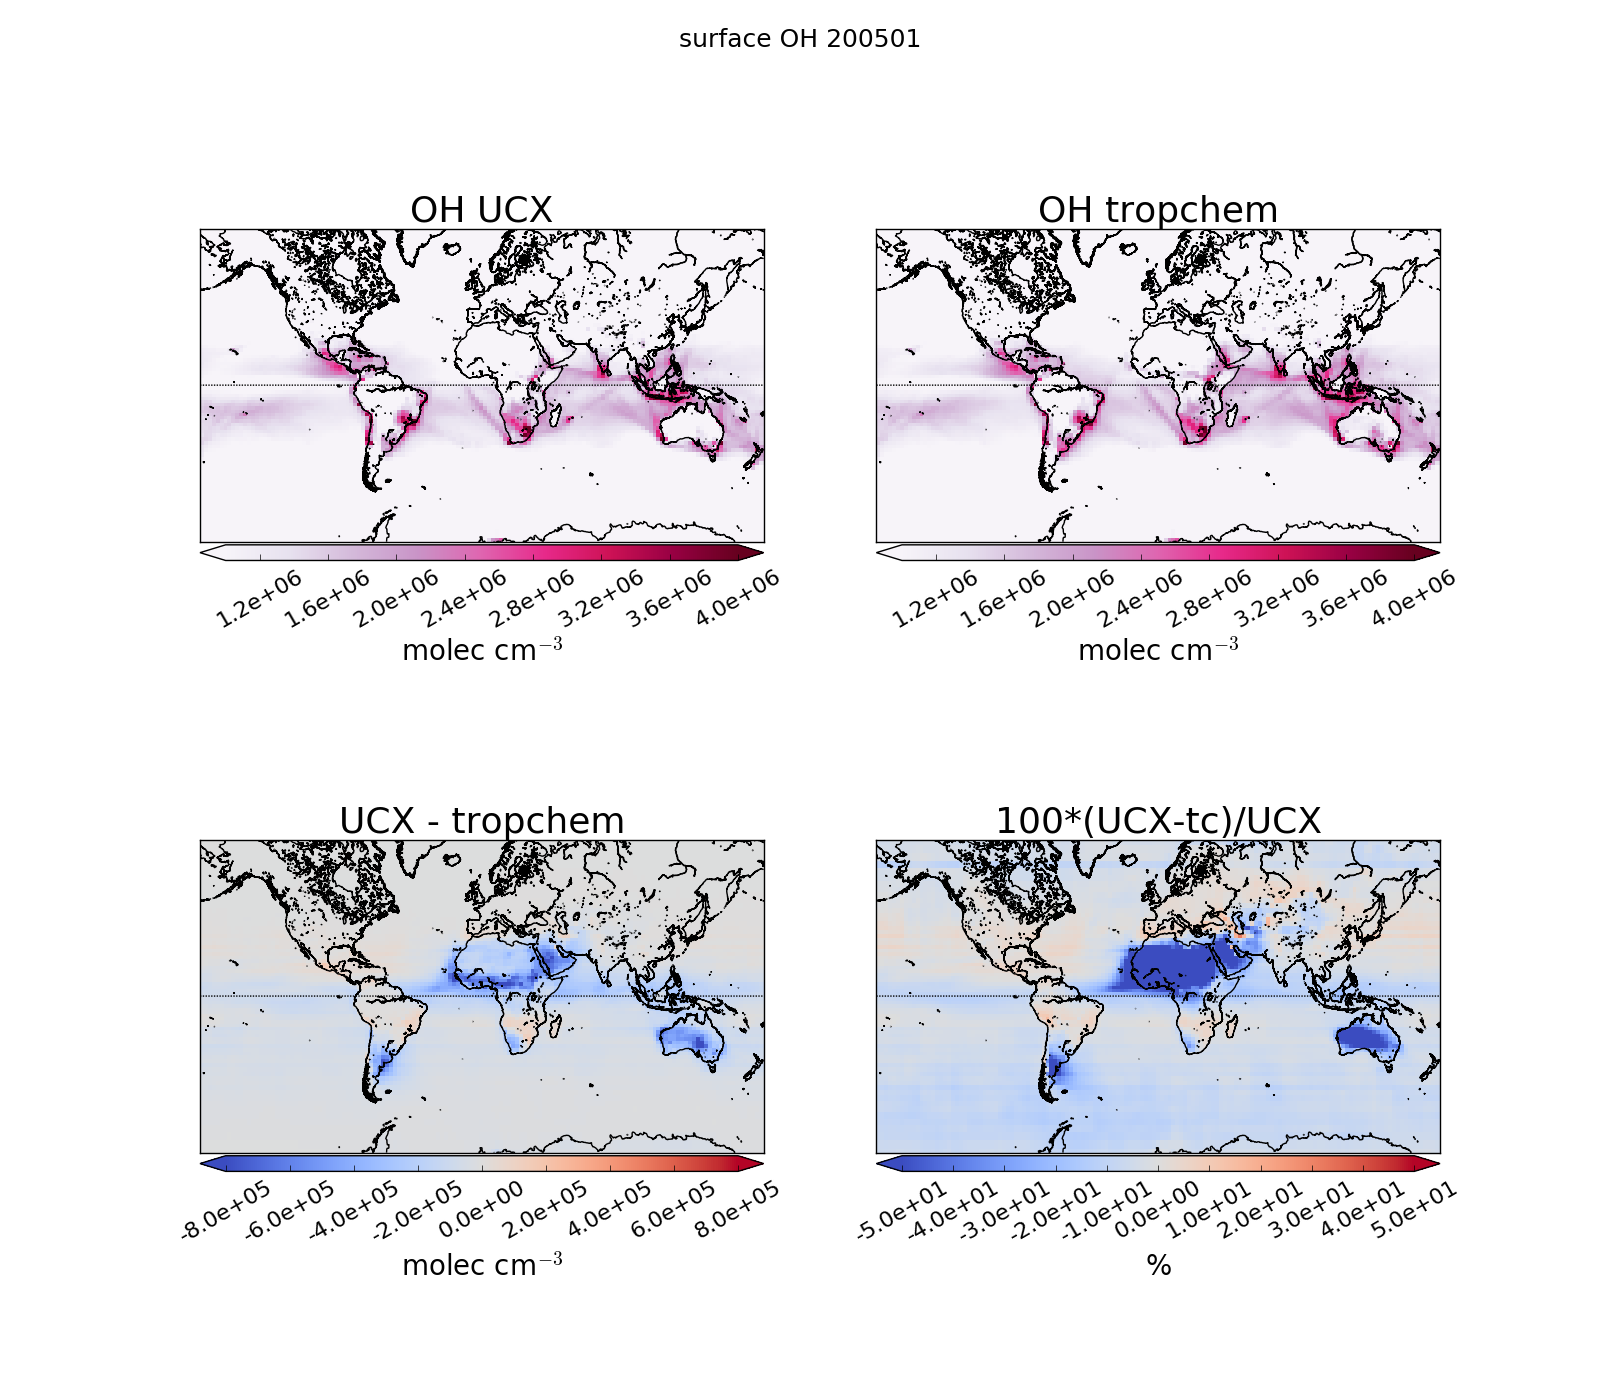 surface OH 200501
OH UCX
OH tropchem
1.2e+06 1.6e+06 2.0e+06 2.4e+06 2.8e+06 3.2e+06 3.6e+06 4.0e+06
1.2e+06 1.6e+06 2.0e+06 2.4e+06 2.8e+06 3.2e+06 3.6e+06 4.0e+06
molec cm⁻³
molec cm⁻³
UCX - tropchem
100*(UCX-tc)/UCX
-8.0e+05 -6.0e+05 -4.0e+05 -2.0e+05 0.0e+00 2.0e+05 4.0e+05 6.0e+05 8.0e+05
-5.0e+01 -4.0e+01 -3.0e+01 -2.0e+01 -1.0e+01 0.0e+00 1.0e+01 2.0e+01 3.0e+01 4.0e+01 5.0e+01
molec cm⁻³
%